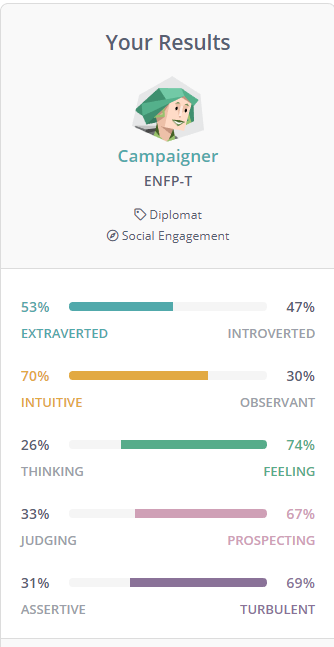 Your Results
Campaigner
ENFP-T
Diplomat
Social Engagement
53% 47%
EXTRAVERTED INTROVERTED
70% 30%
INTUITIVE OBSERVANT
26% 74%
THINKING FEELING
33% 67%
JUDGING PROSPECTING
31% 69%
ASSERTIVE TURBULENT